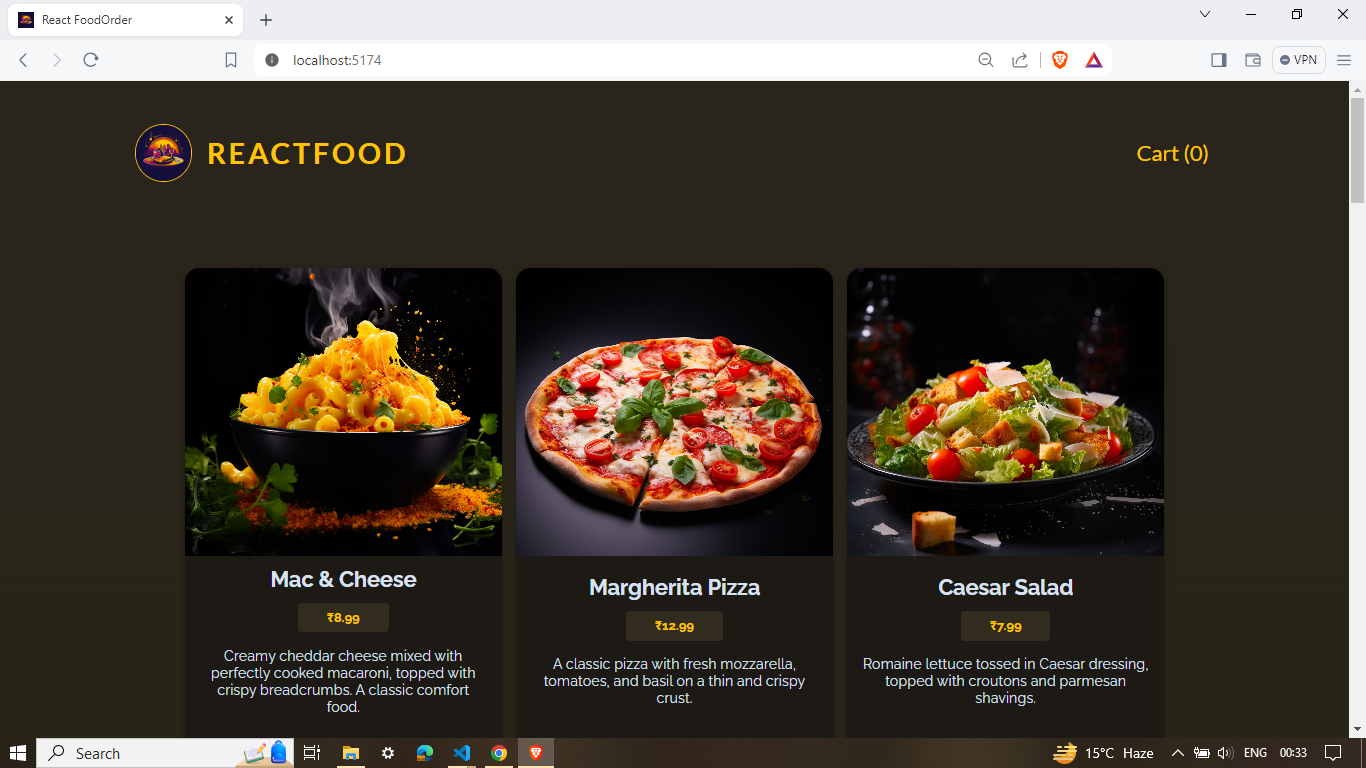 React FoodOrder
localhost:5174
VPN
REACTFOOD
Cart (0)
Mac & Cheese
₹8.99
Creamy cheddar cheese mixed with
perfectly cooked macaroni, topped with
crispy breadcrumbs. A classic comfort
food.
Margherita Pizza
₹12.99
A classic pizza with fresh mozzarella,
tomatoes, and basil on a thin and crispy
crust.
Caesar Salad
₹7.99
Romaine lettuce tossed in Caesar dressing,
topped with croutons and parmesan
shavings.
Search
15°C Haze
ENG
00:33